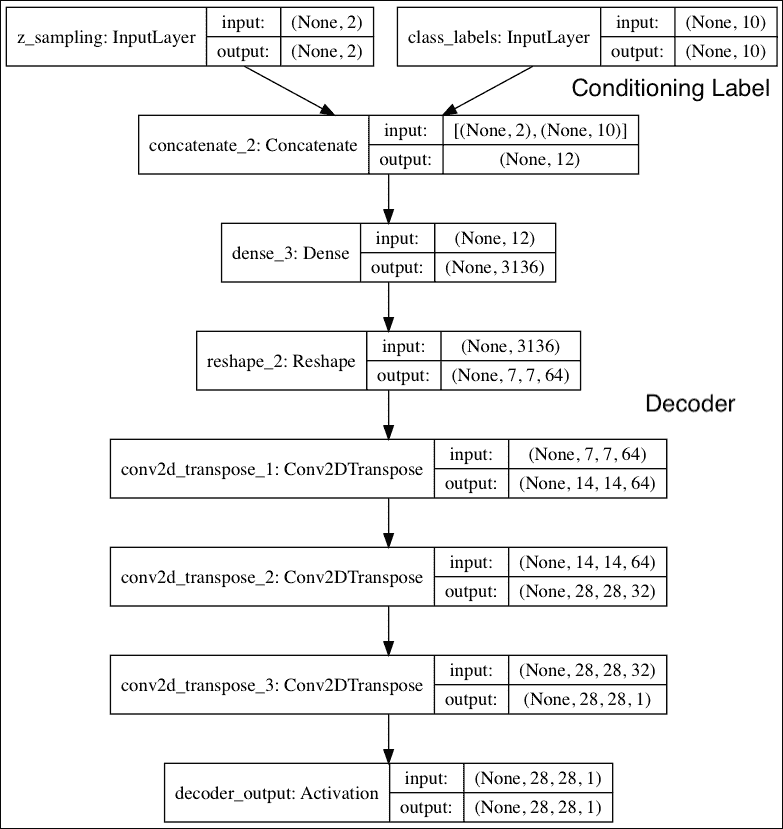 z_sampling: InputLayer
input:
(None, 2)
output:
(None, 2)
class_labels: InputLayer
input:
(None, 10)
output:
(None, 10)
Conditioning Label
concatenate_2: Concatenate
input:
[(None, 2), (None, 10)]
output:
(None, 12)
dense_3: Dense
input:
(None, 12)
output:
(None, 3136)
reshape_2: Reshape
input:
(None, 3136)
output:
(None, 7, 7, 64)
Decoder
conv2d_transpose_1: Conv2DTranspose
input:
(None, 7, 7, 64)
output:
(None, 14, 14, 64)
conv2d_transpose_2: Conv2DTranspose
input:
(None, 14, 14, 64)
output:
(None, 28, 28, 32)
conv2d_transpose_3: Conv2DTranspose
input:
(None, 28, 28, 32)
output:
(None, 28, 28, 1)
decoder_output: Activation
input:
(None, 28, 28, 1)
output:
(None, 28, 28, 1)